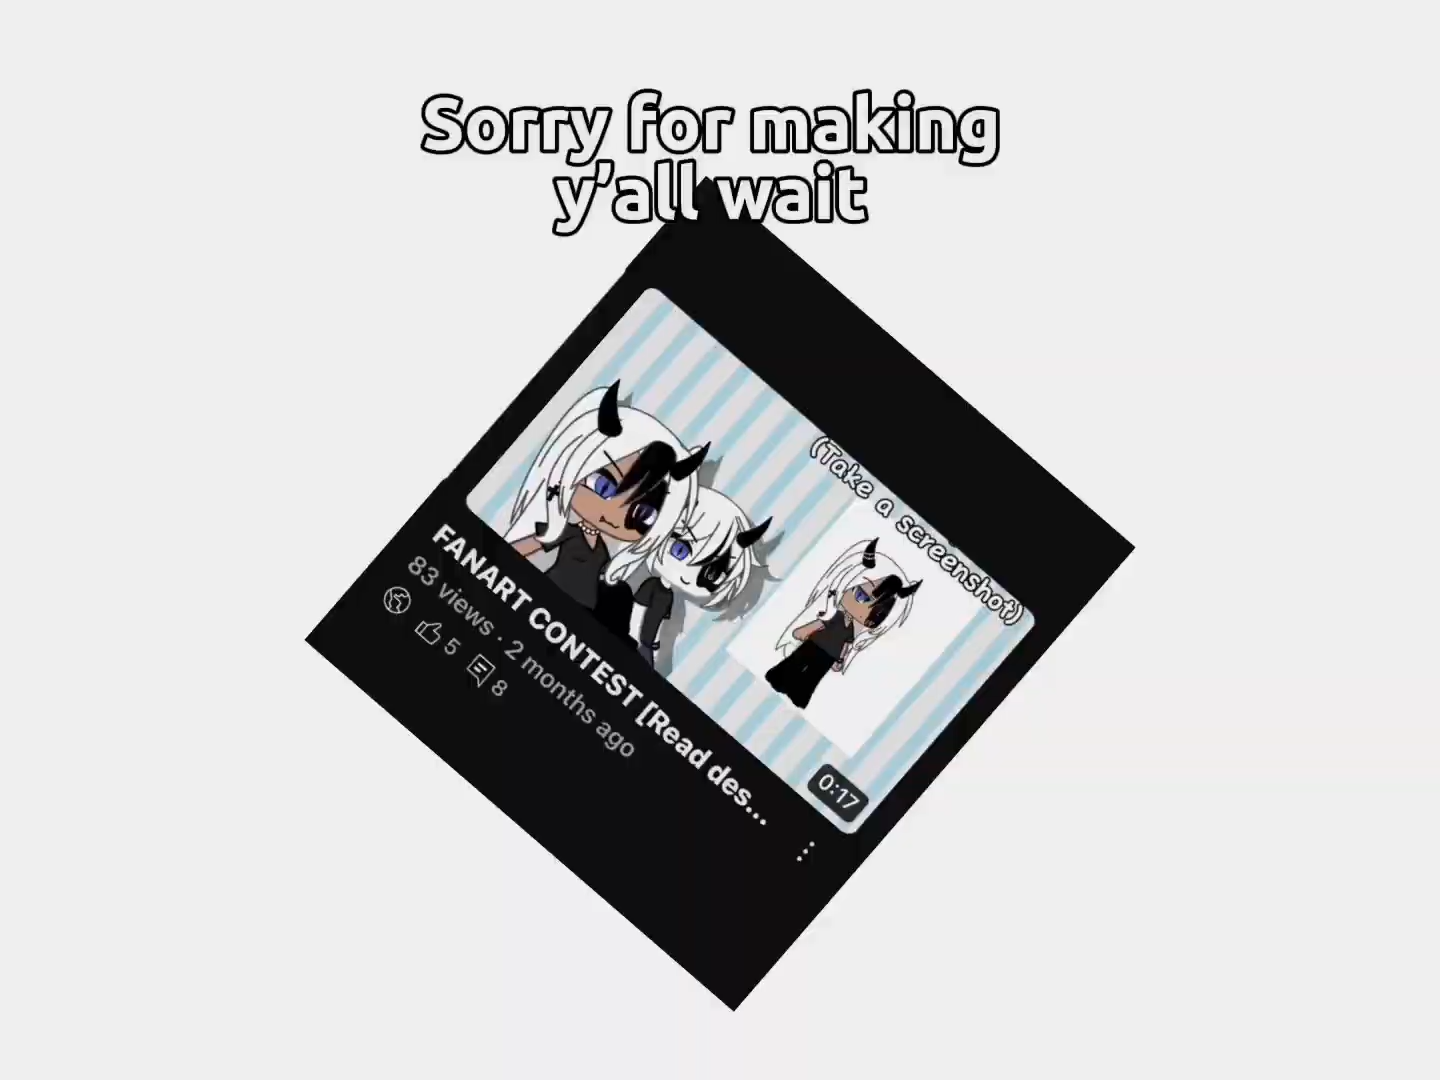 Sorry for making
y'all wait
(Take a screenshot)
0:17
FANART CONTEST [Read des...
83 views · 2 months ago
5 8